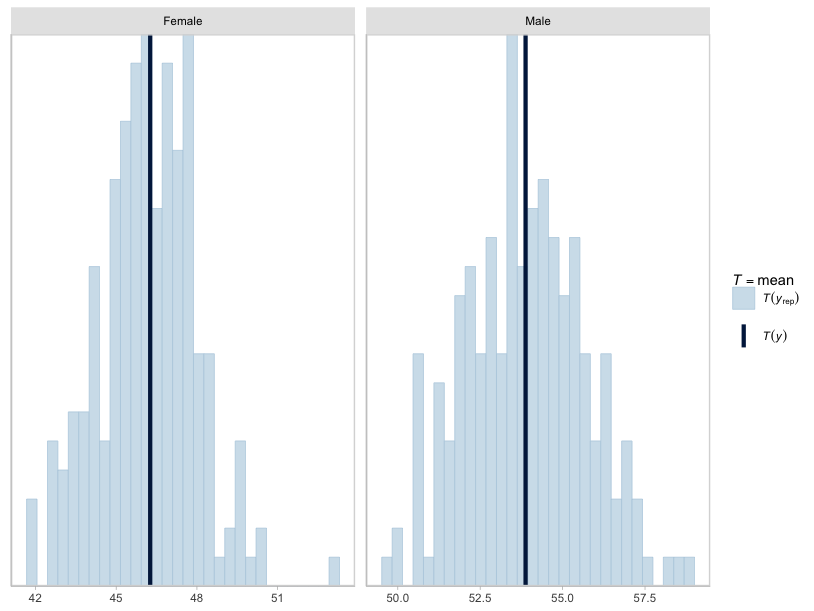 Female
Male
42 45 48 51
50.0 52.5 55.0 57.5
T = mean
T(yrep)
T(y)